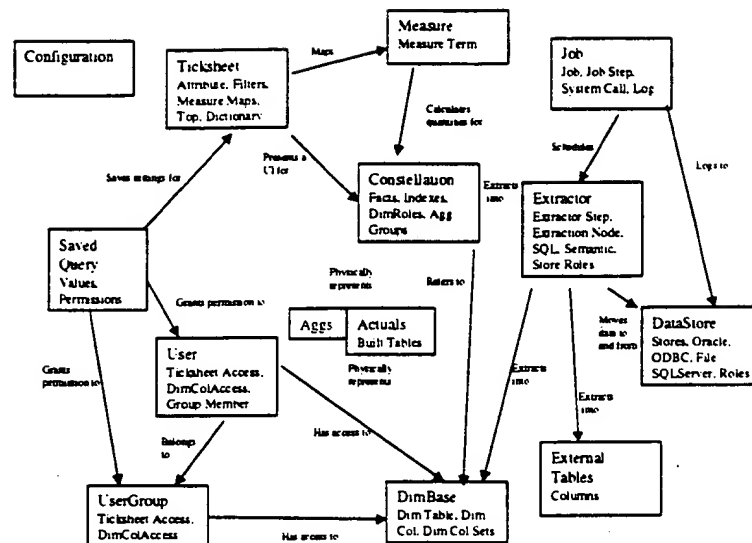 Configuration
Ticksheet
Attribute, Filters,
Measure Maps,
Top, Dictionary
Maps
Measure
Measure Term
Job
Job, Job Step,
System Call, Log
Calculates
quantities for
Schedules
Logs to
Saves settings for
Presents a
UI for
Constellation
Facts, Indexes,
DimRoles, Agg
Groups
Extracts
into
Extractor
Extractor Step,
Extraction Node,
SQL, Semantic,
Store Roles
Saved
Query
Values,
Permissions
Grants permission to
Physically
represents
Refers to
Aggs
Actuals
Built Tables
Physically
represents
Moves
data to
and from
DataStore
Stores, Oracle,
ODBC, File
SQLServer, Roles
Grants
permission to
User
Ticksheet Access,
DimColAccess,
Group Member
Extracts
into
Extracts
into
Belongs
to
Has access to
External
Tables
Columns
UserGroup
Ticksheet Access,
DimColAccess
Has access to
DimBase
Dim Table, Dim
Col, Dim Col Sets